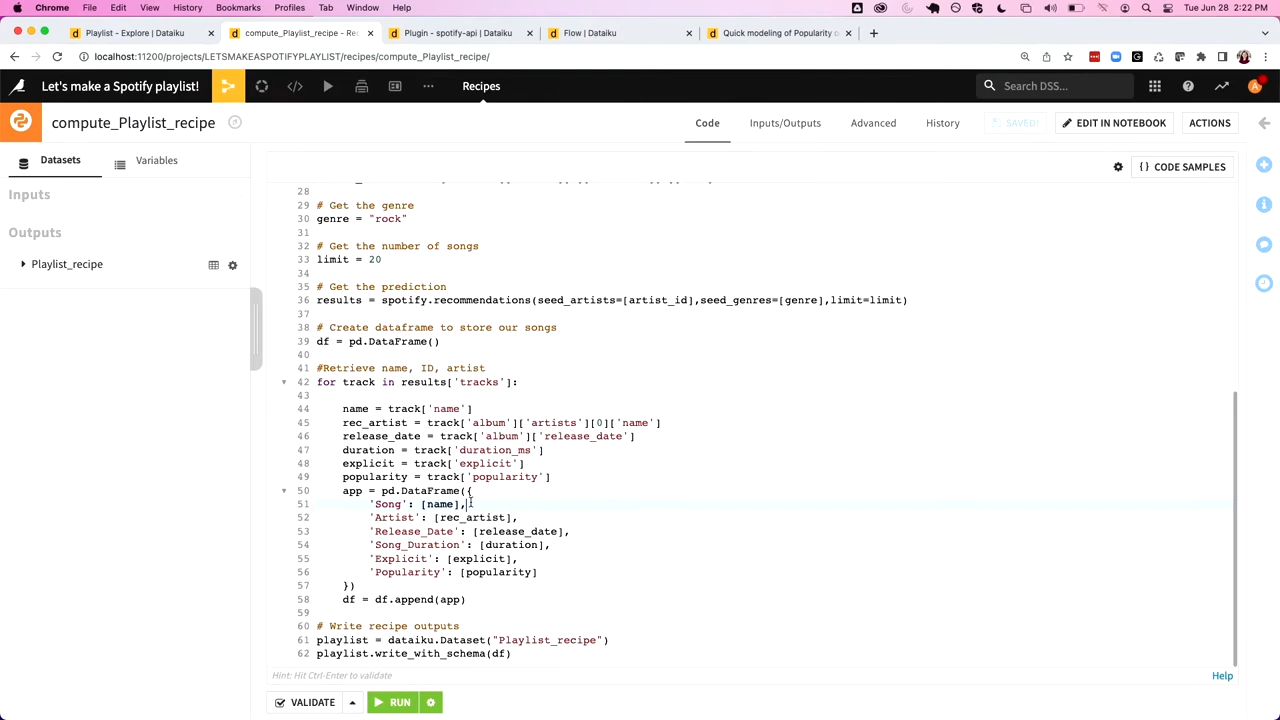 Chrome File Edit View History Bookmarks Profiles Tab Window Help Tue Jun 28 2:22 PM
Playlist - Explore | Dataiku × compute_Playlist_recipe - Re × Plugin - spotify-api | Dataiku × Flow | Dataiku × Quick modeling of Popularity o ×
localhost:11200/projects/LETSMAKEASPOTIFYPLAYLIST/recipes/compute_Playlist_recipe/
Let's make a Spotify playlist! Recipes Search DSS... A
compute_Playlist_recipe Code Inputs/Outputs Advanced History SAVED! EDIT IN NOTEBOOK ACTIONS
Datasets Variables
{ } CODE SAMPLES
Inputs
Outputs
Playlist_recipe
28
29 # Get the genre
30 genre = "rock"
31
32 # Get the number of songs
33 limit = 20
34
35 # Get the prediction
36 results = spotify.recommendations(seed_artists=[artist_id],seed_genres=[genre],limit=limit)
37
38 # Create dataframe to store our songs
39 df = pd.DataFrame()
40
41 #Retrieve name, ID, artist
42 for track in results['tracks']:
43
44 name = track['name']
45 rec_artist = track['album']['artists'][0]['name']
46 release_date = track['album']['release_date']
47 duration = track['duration_ms']
48 explicit = track['explicit']
49 popularity = track['popularity']
50 app = pd.DataFrame({
51 'Song': [name],
52 'Artist': [rec_artist],
53 'Release_Date': [release_date],
54 'Song_Duration': [duration],
55 'Explicit': [explicit],
56 'Popularity': [popularity]
57 })
58 df = df.append(app)
59
60 # Write recipe outputs
61 playlist = dataiku.Dataset("Playlist_recipe")
62 playlist.write_with_schema(df)
Hint: Hit Ctrl-Enter to validate Help
VALIDATE RUN